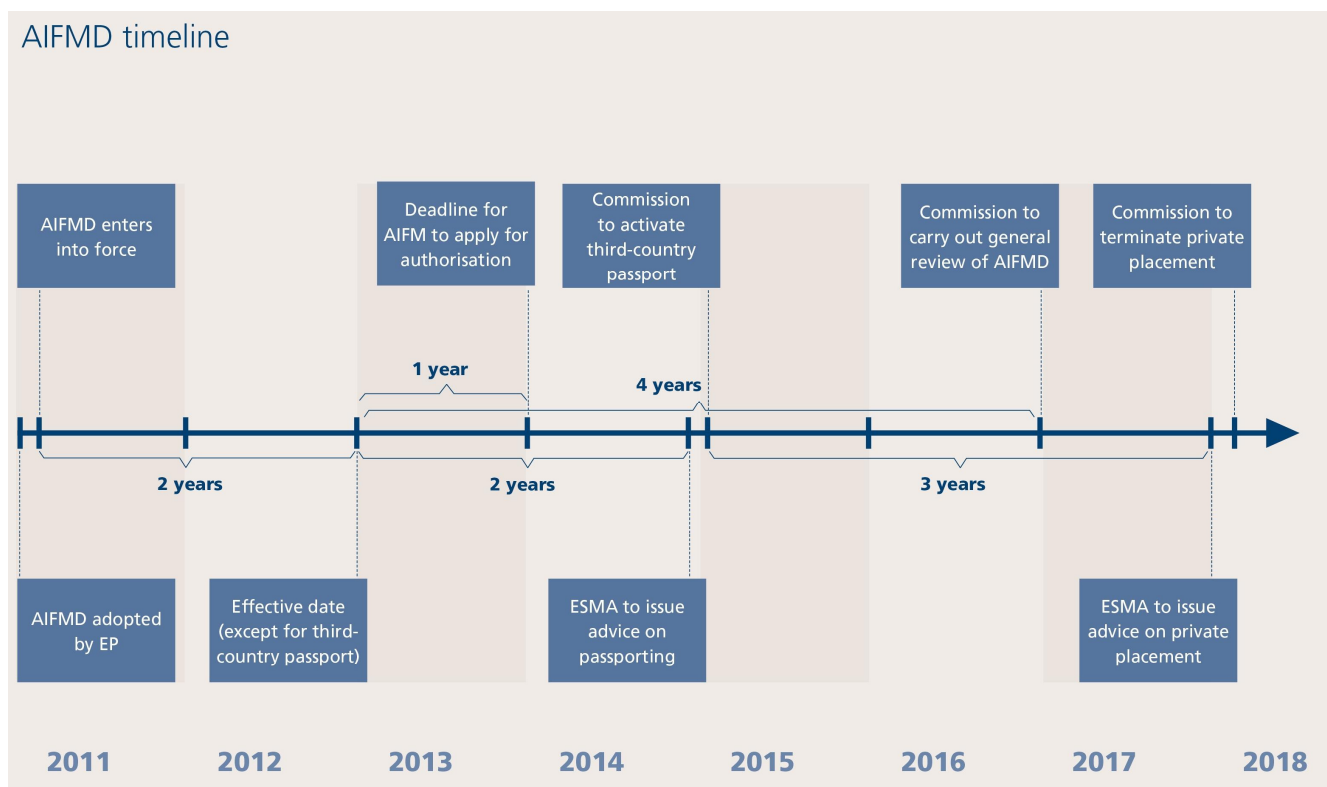 AIFMD timeline
AIFMD enters
into force
Deadline for
AIFM to apply for
authorisation
Commission
to activate
third-country
passport
Commission to
carry out general
review of AIFMD
Commission to
terminate private
placement
1 year
4 years
2 years
2 years
3 years
AIFMD adopted
by EP
Effective date
(except for third-
country passport)
ESMA to issue
advice on
passporting
ESMA to issue
advice on private
placement
2011
2012
2013
2014
2015
2016
2017
2018